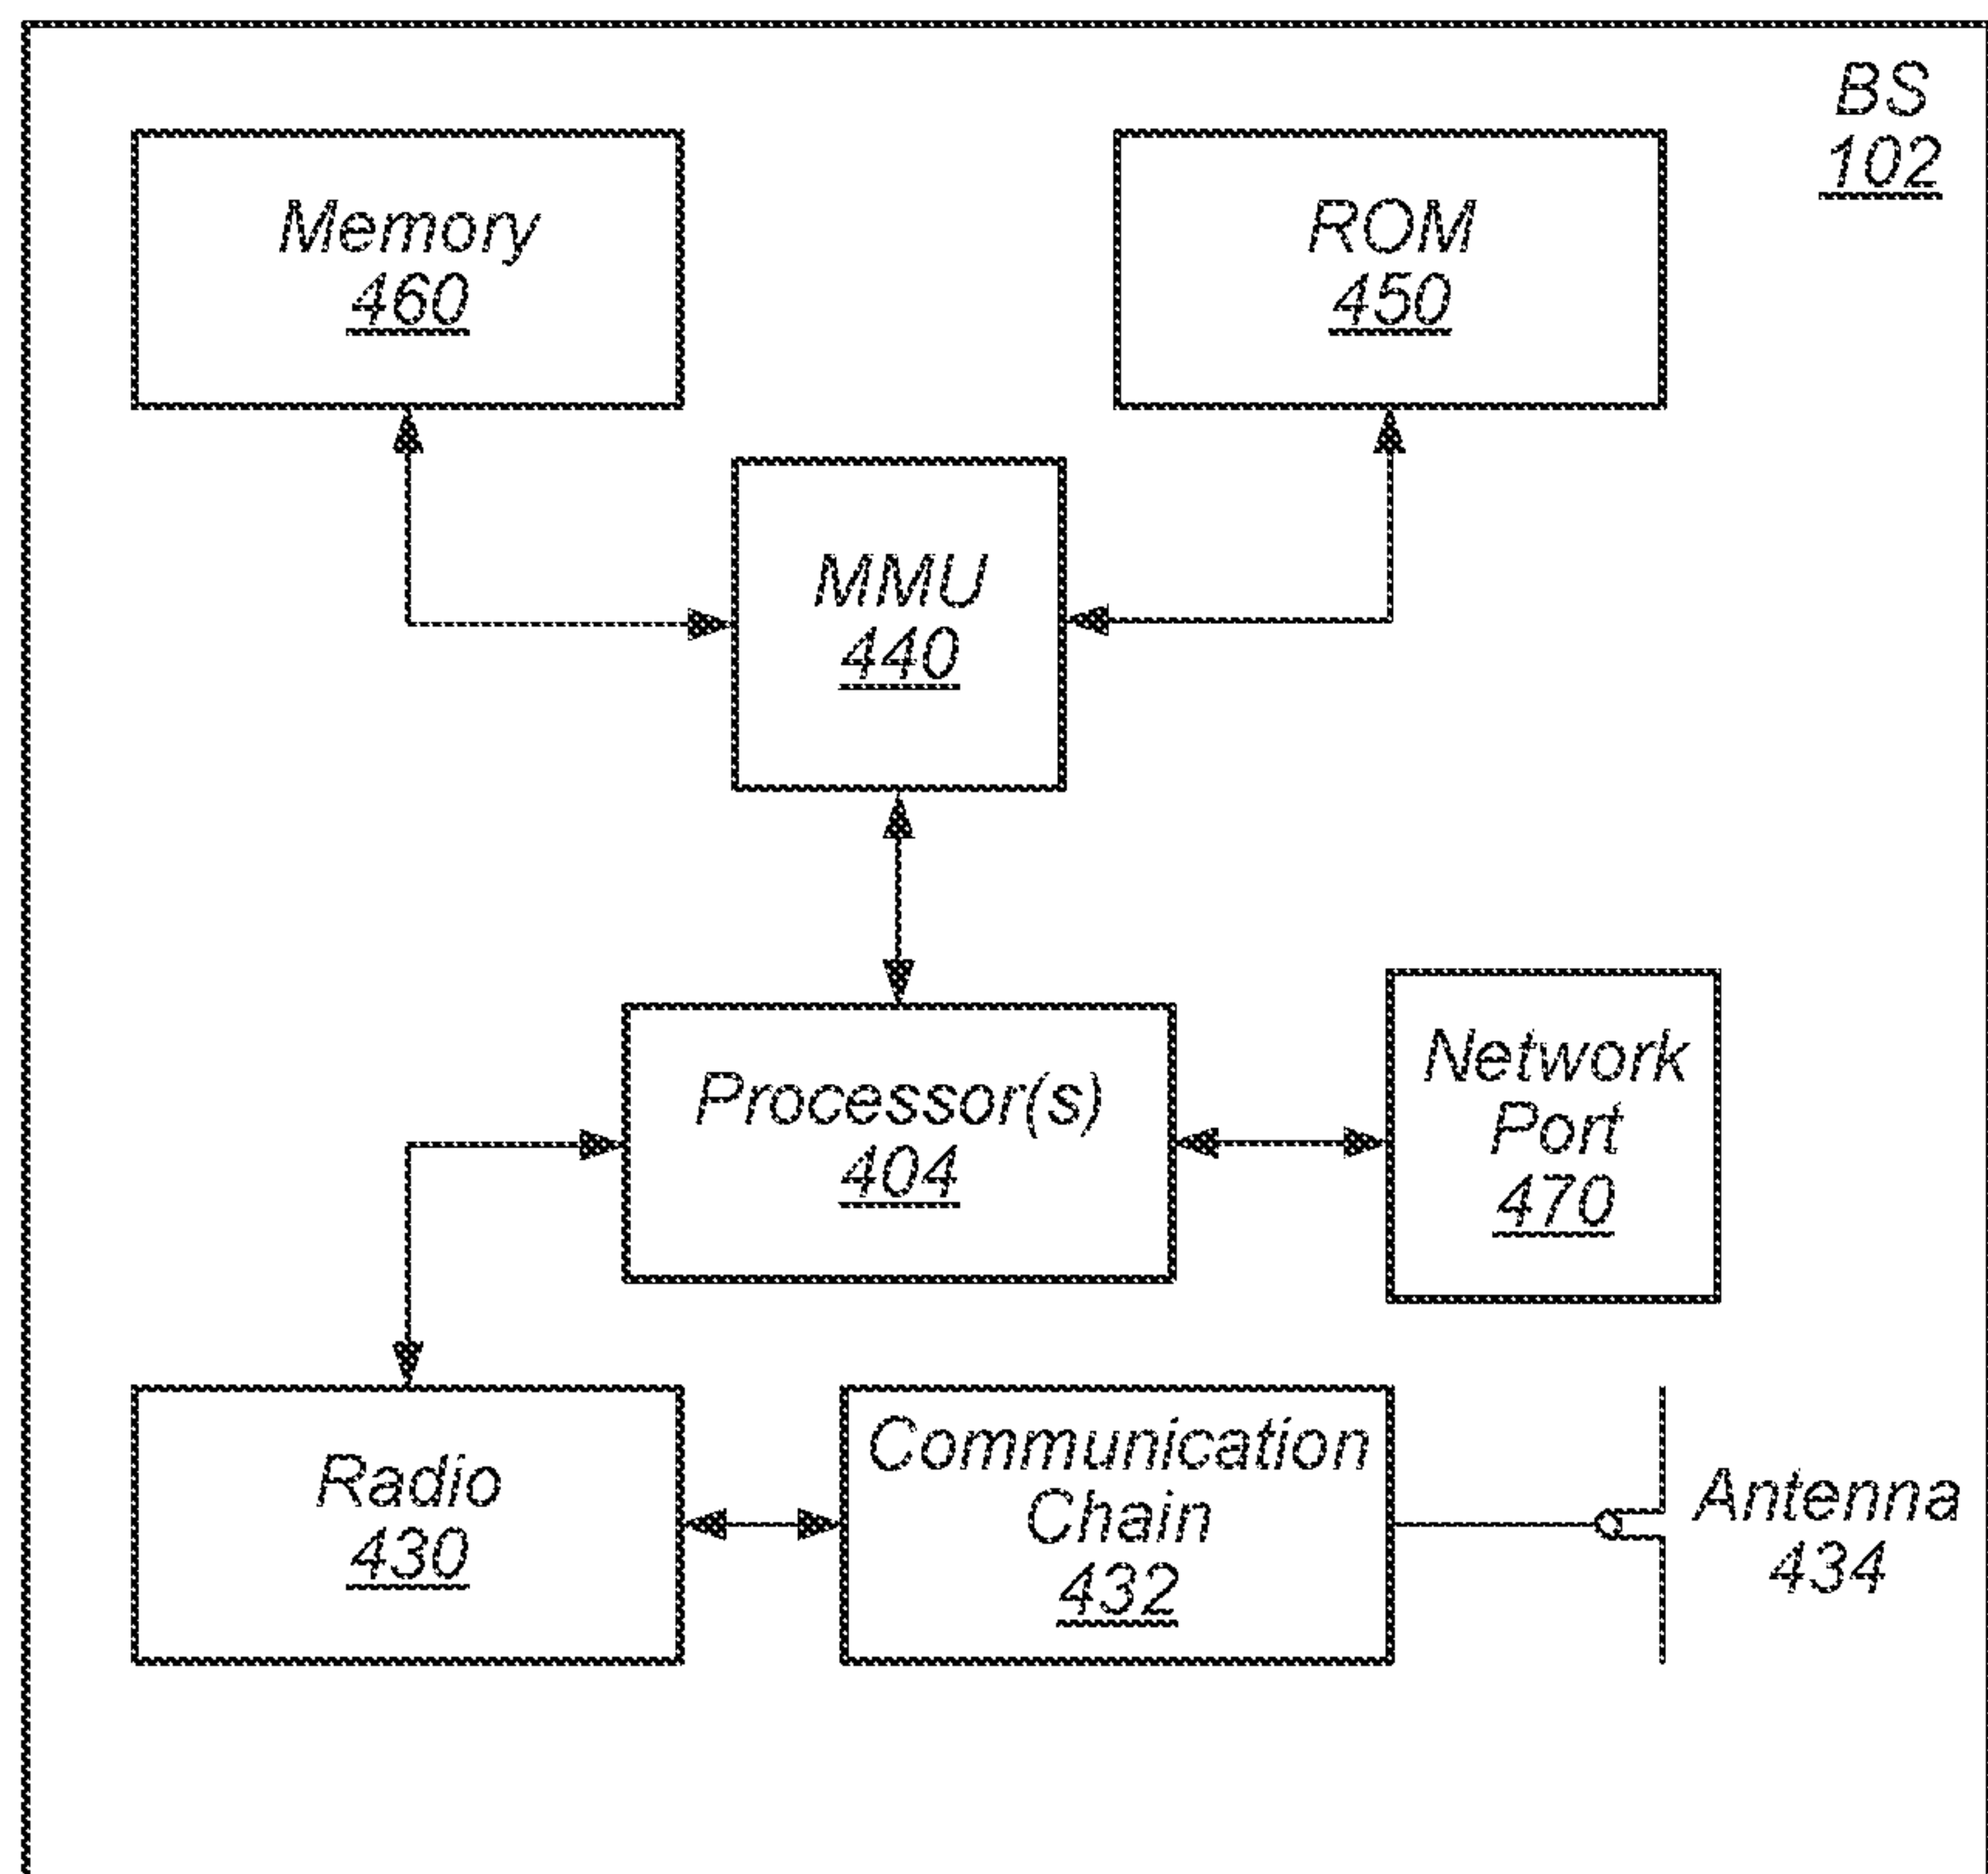 BS
102
Memory
460
ROM
450
MMU
440
Processor(s)
404
Network
Port
470
Radio
430
Communication
Chain
432
Antenna
434